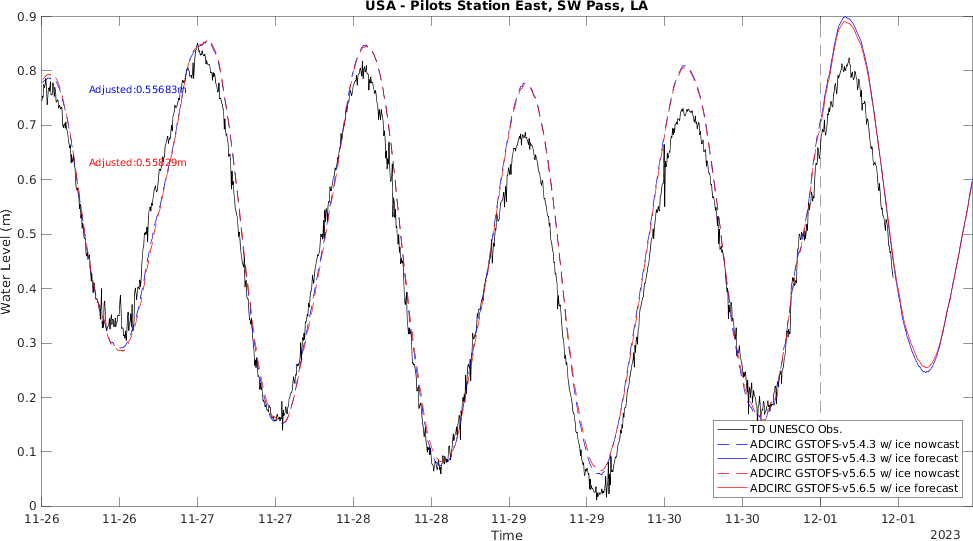 USA - Pilots Station East, SW Pass, LA
0.9
0.8
0.7
0.6
0.5
0.4
0.3
0.2
0.1
0
Water Level (m)
Adjusted:0.55683m
Adjusted:0.55829m
TD UNESCO Obs.
ADCIRC GSTOFS-v5.4.3 w/ ice nowcast
ADCIRC GSTOFS-v5.4.3 w/ ice forecast
ADCIRC GSTOFS-v5.6.5 w/ ice nowcast
ADCIRC GSTOFS-v5.6.5 w/ ice forecast
11-26 11-26 11-27 11-27 11-28 11-28 11-29 11-29 11-30 11-30 12-01 12-01
Time
2023